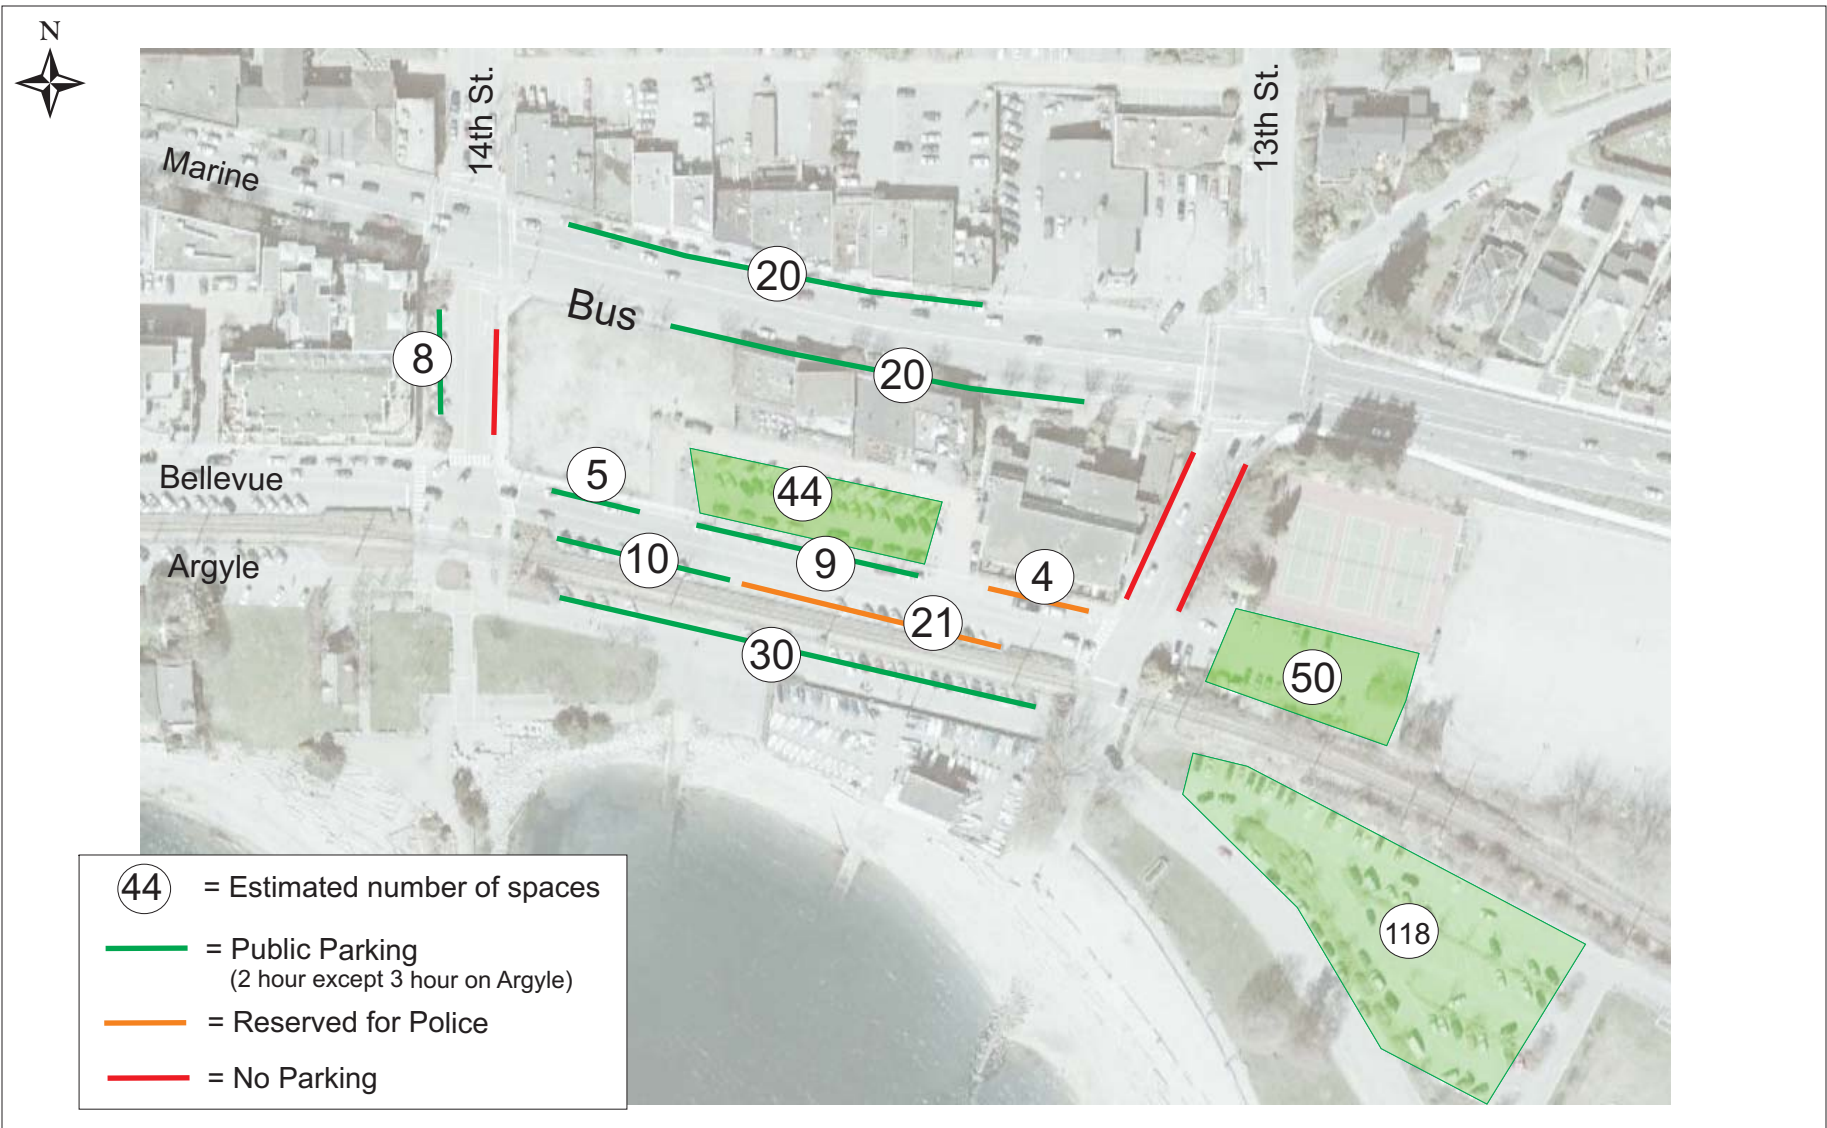 N
14th St.
13th St.
Marine
20
Bus
8
20
Bellevue
5
44
10
9
4
Argyle
21
30
50
118
44 = Estimated number of spaces
= Public Parking
(2 hour except 3 hour on Argyle)
= Reserved for Police
= No Parking